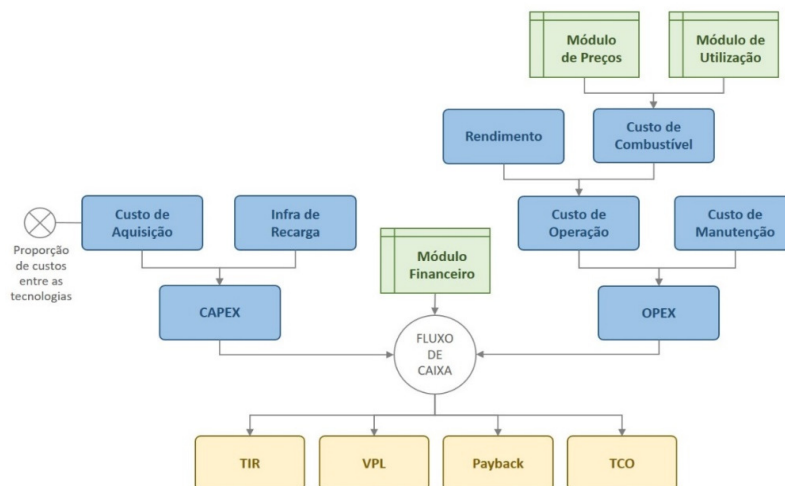 Módulo
de Preços
Módulo de
Utilização
Rendimento
Custo de
Combustível
Custo de
Aquisição
Infra de
Recarga
Custo de
Operação
Custo de
Manutenção
Proporção
de custos
entre as
tecnologias
Módulo
Financeiro
CAPEX
OPEX
FLUXO
DE
CAIXA
TIR
VPL
Payback
TCO